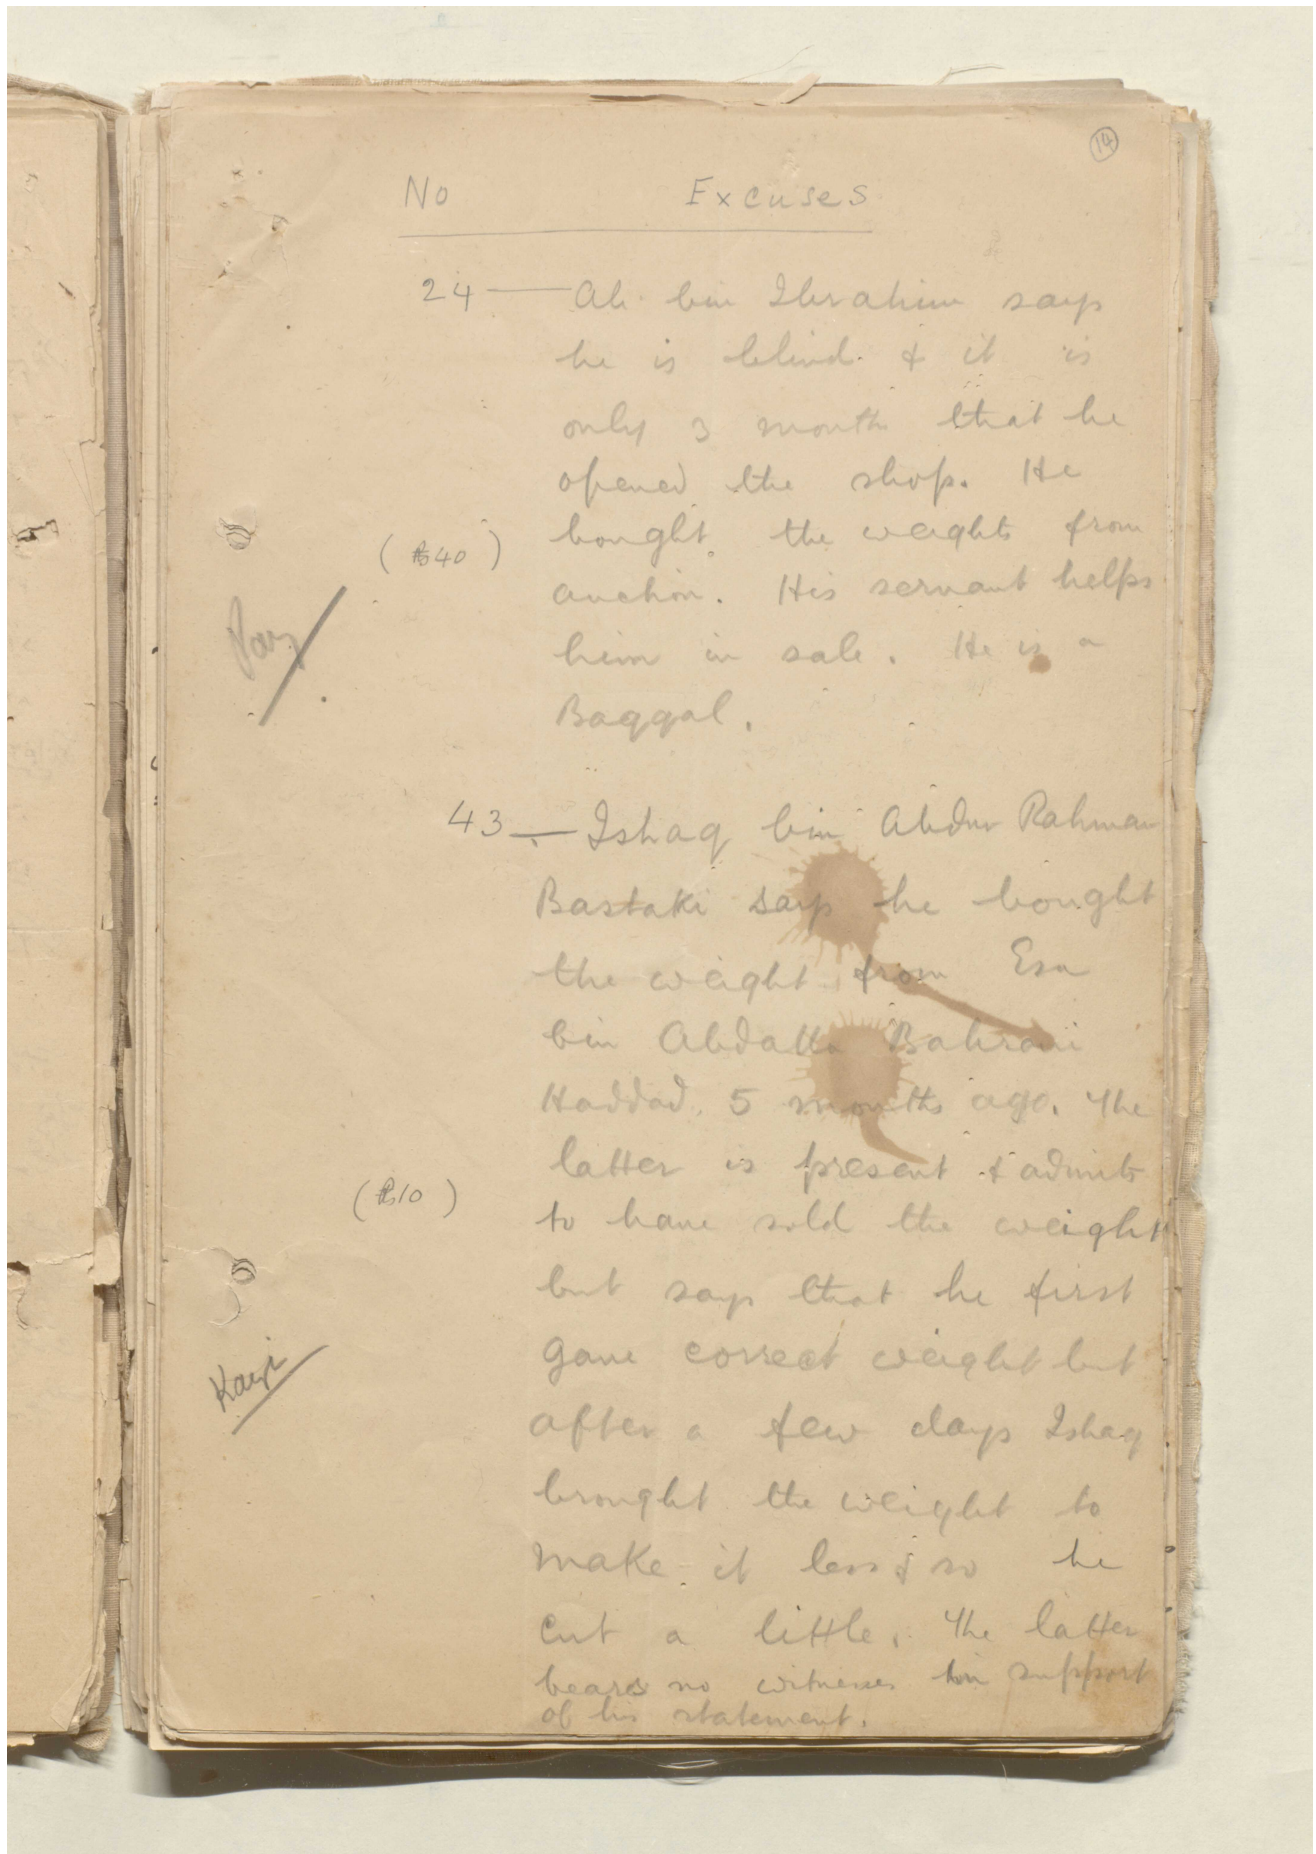 14
No Excuses
24 — Ali bin Ibrahim says
he is blind & it is
only 3 month that he
opened the shop. He
bought the weights from
(Rs 40)
auction. His servant helps
Pay
him in sale. He is a
Baqqal.
43 — Ishaq bin Abdur Rahman
Bastaki says he bought
the weight from Esa
bin Abdalla Bahrani
Haddad, 5 months ago. The
latter is present & admits
(Rs 10)
to have sold the weight
but says that he first
gave correct weight but
Kazi
after a few days Ishaq
brought the weight to
make it less & so he
cut a little. The latter
bears no witnesses in support
of his statement.